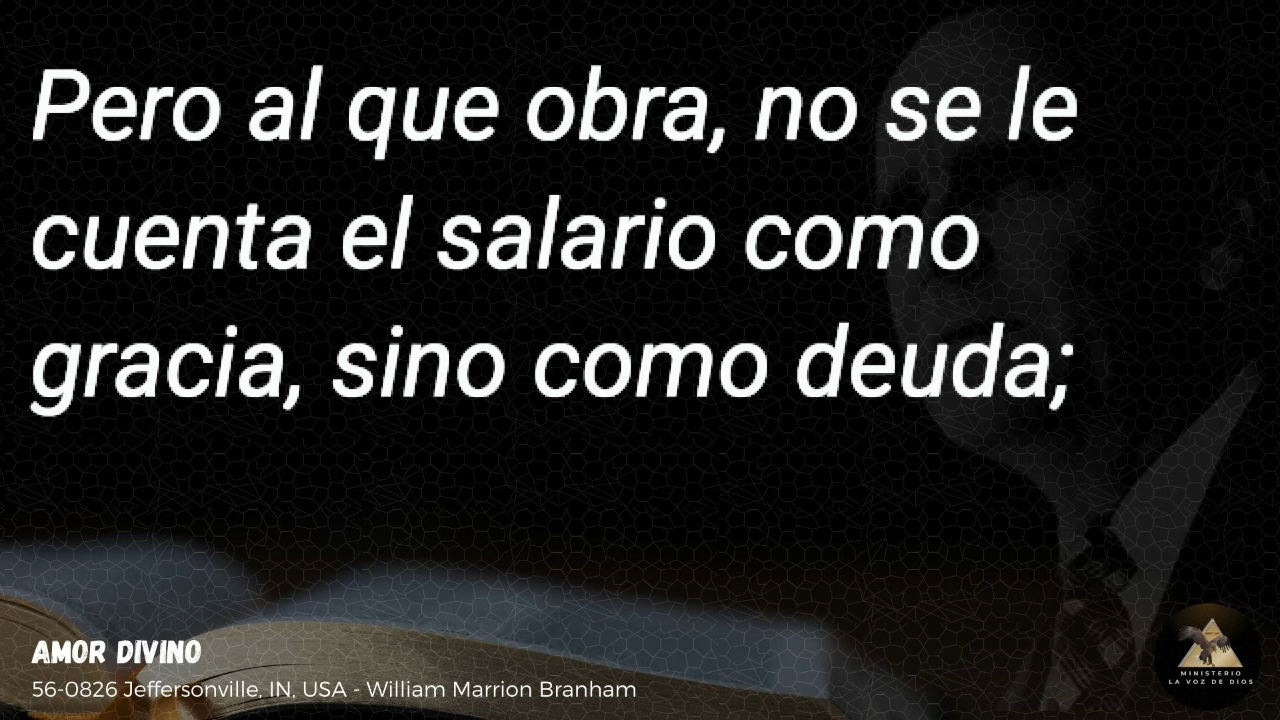 Pero al que obra, no se le
cuenta el salario como
gracia, sino como deuda;
AMOR DIVINO
56-0826 Jeffersonville, IN, USA - William Marrion Branham
MINISTERIO
LA VOZ DE DIOS